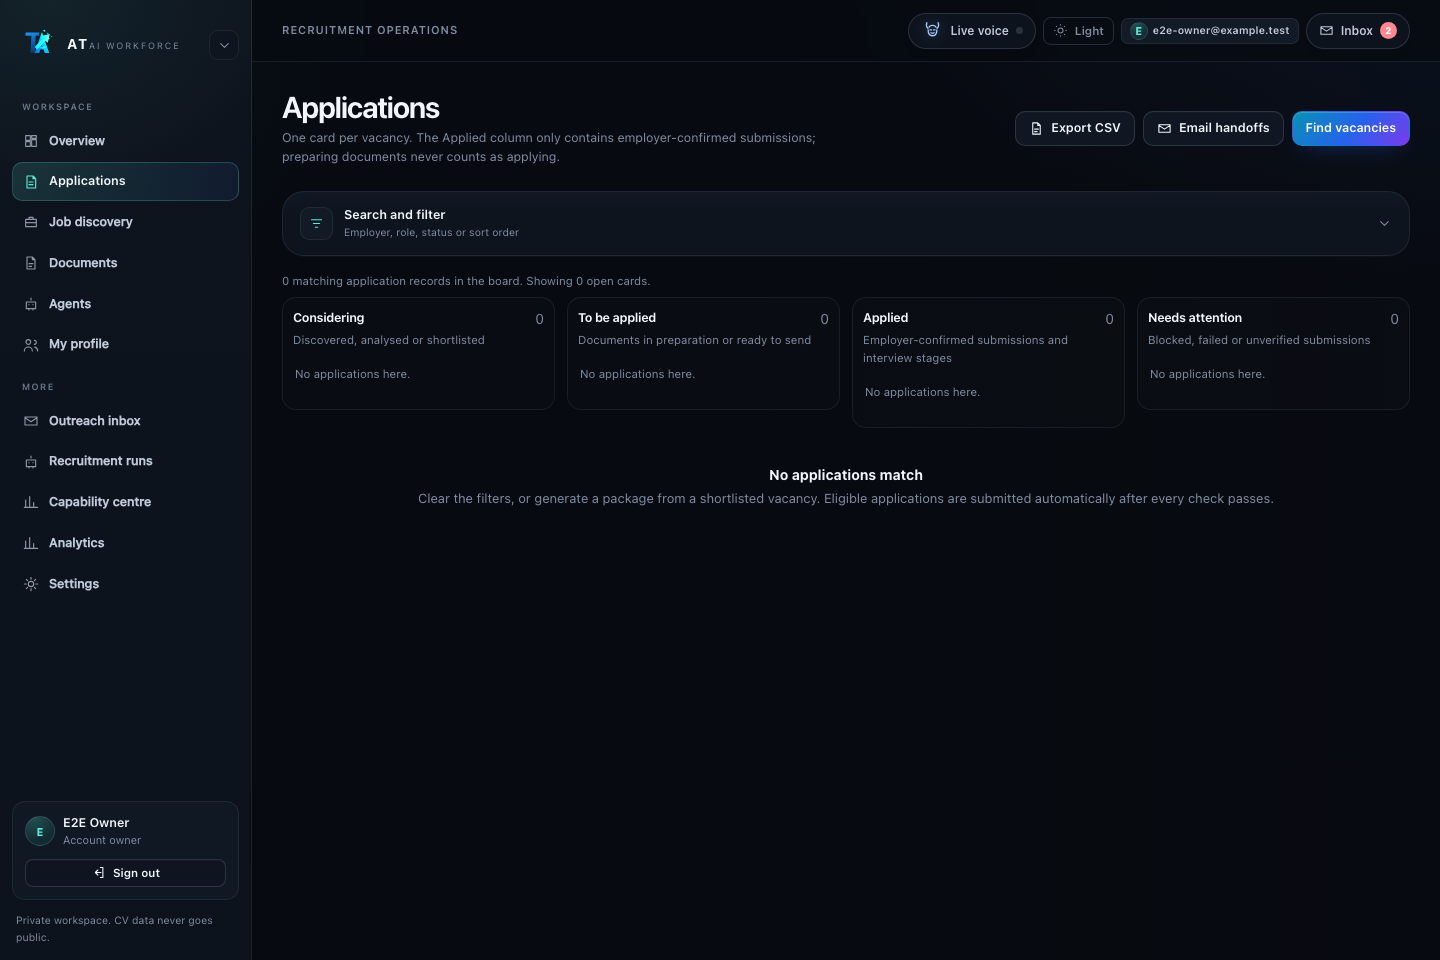 AT AI WORKFORCE
RECRUITMENT OPERATIONS
Live voice
Light
E
e2e-owner@example.test
Inbox
2
WORKSPACE
Overview
Applications
Job discovery
Documents
Agents
My profile
MORE
Outreach inbox
Recruitment runs
Capability centre
Analytics
Settings
E
E2E Owner
Account owner
Sign out
Private workspace. CV data never goes
public.
Applications
One card per vacancy. The Applied column only contains employer-confirmed submissions;
preparing documents never counts as applying.
Export CSV
Email handoffs
Find vacancies
Search and filter
Employer, role, status or sort order
0 matching application records in the board. Showing 0 open cards.
Considering
0
Discovered, analysed or shortlisted
No applications here.
To be applied
0
Documents in preparation or ready to send
No applications here.
Applied
0
Employer-confirmed submissions and
interview stages
No applications here.
Needs attention
0
Blocked, failed or unverified submissions
No applications here.
No applications match
Clear the filters, or generate a package from a shortlisted vacancy. Eligible applications are submitted automatically after every check passes.